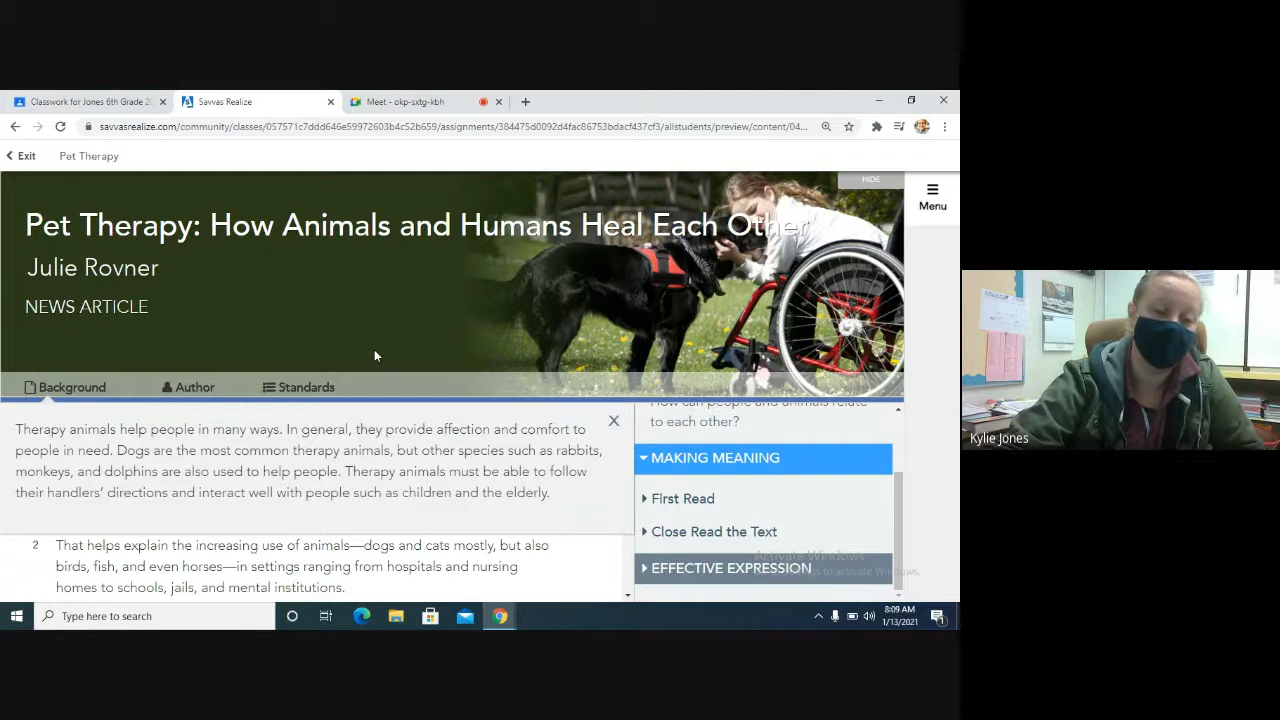 Classwork for Jones 6th Grade 20
Savvas Realize
Meet - okp-sxtg-kbh
savvasrealize.com/community/classes/057571c7ddd646e59972603b4c52b659/assignments/384475d0092d4fac86753bdacf437cf3/allstudents/preview/content/04...
Exit
Pet Therapy
HIDE
Menu
Pet Therapy: How Animals and Humans Heal Each Other
Julie Rovner
NEWS ARTICLE
Background
Author
Standards
Therapy animals help people in many ways. In general, they provide affection and comfort to
people in need. Dogs are the most common therapy animals, but other species such as rabbits,
monkeys, and dolphins are also used to help people. Therapy animals must be able to follow
their handlers' directions and interact well with people such as children and the elderly.
2 That helps explain the increasing use of animals—dogs and cats mostly, but also
birds, fish, and even horses—in settings ranging from hospitals and nursing
homes to schools, jails, and mental institutions.
How can people and animals relate
to each other?
MAKING MEANING
First Read
Close Read the Text
Activate Windows
EFFECTIVE EXPRESSION
to activate Windows.
Type here to search
8:09 AM
1/13/2021
1
Kylie Jones